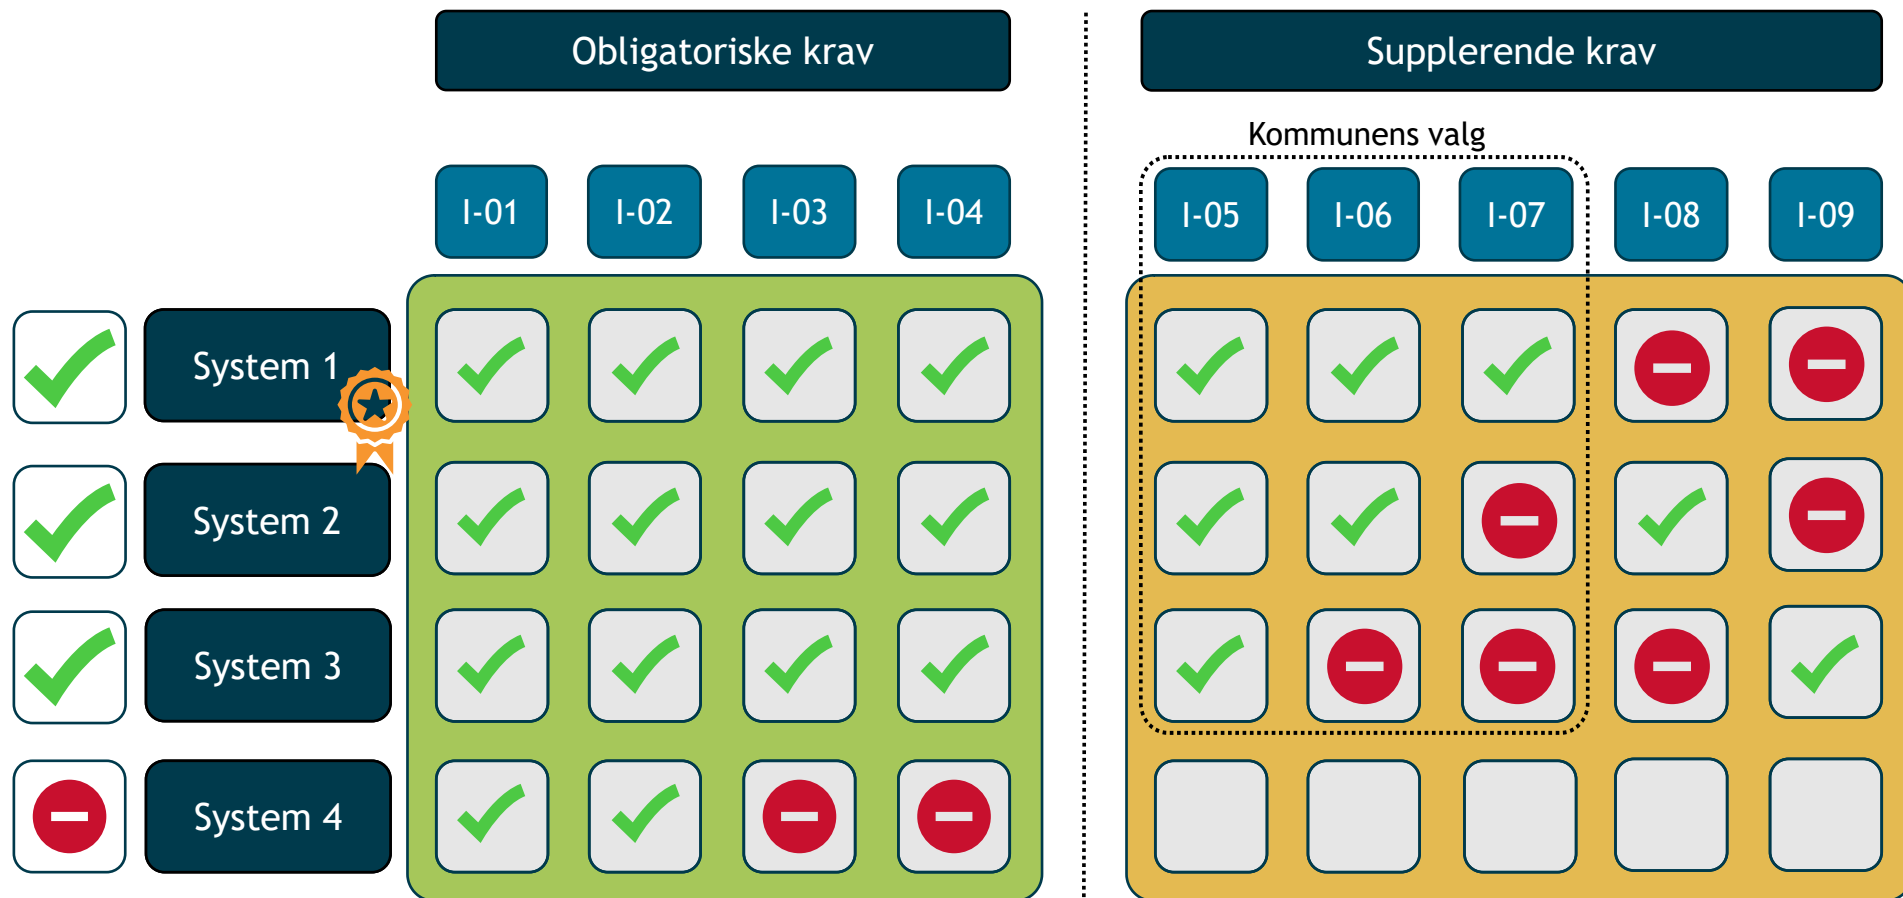 Obligatoriske krav
Supplerende krav
Kommunens valg
I-01
I-02
I-03
I-04
I-05
I-06
I-07
I-08
I-09
System 1
System 2
System 3
System 4